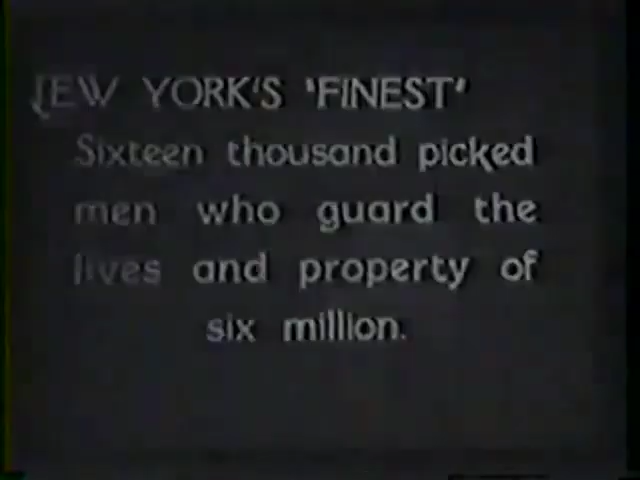 NEW YORK'S 'FINEST'
Sixteen thousand picked
men who guard the
lives and property of
six million.